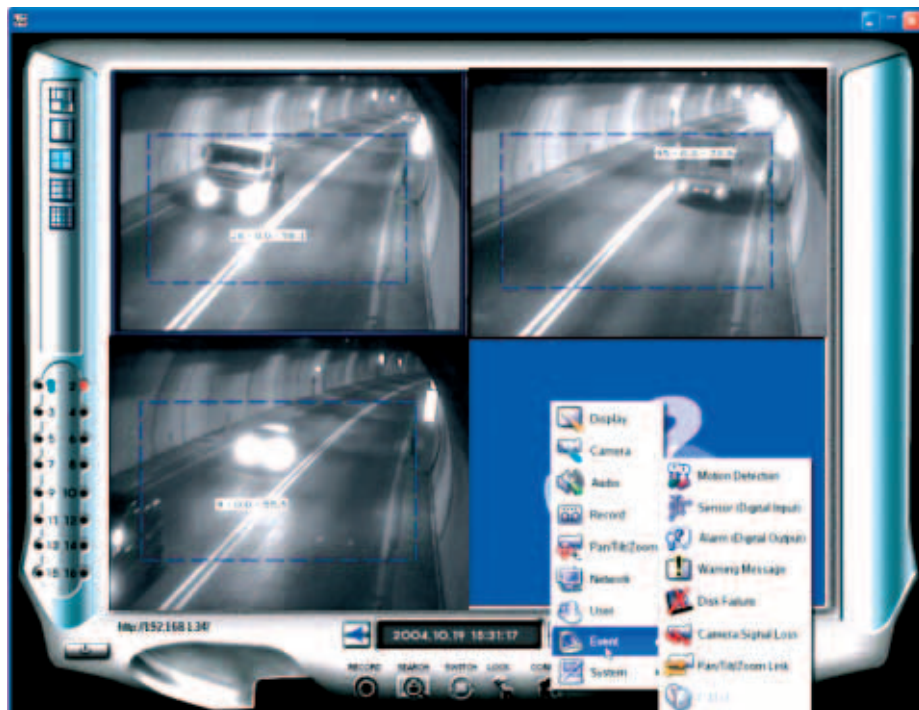 1 2
3 4
5 6
7 8
9 10
11 12
13 14
15 16
Display
Camera
Audio
Record
Pan/Tilt/Zoom
Network
User
Event
System
Motion Detection
Sensor (Digital Input)
Alarm (Digital Output)
Warning Message
Disk Failure
Camera Signal Loss
Pan/Tilt/Zoom Link
http://192.168.1.34/
2004.10.19 15:31:17
RECORD SEARCH SWITCH LOCK